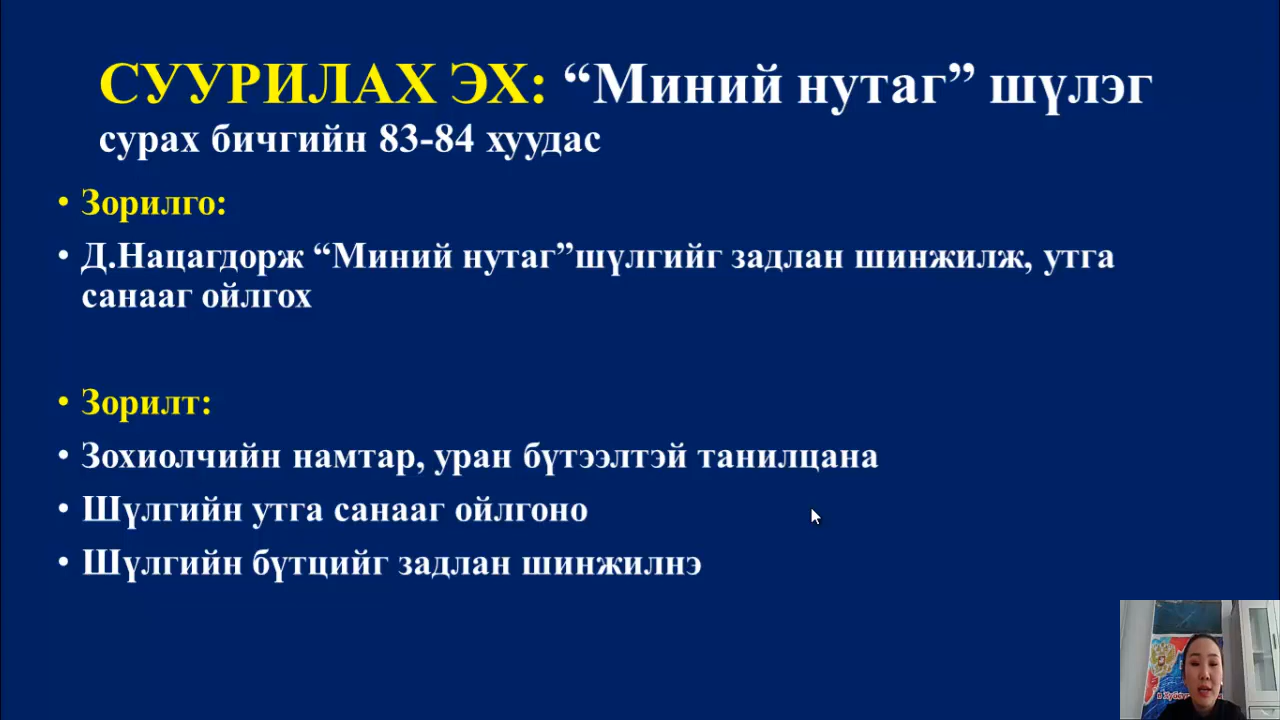 СУУРИЛАХ ЭХ: “Миний нутаг” шүлэг
сурах бичгийн 83-84 хуудас
• Зорилго:
• Д.Нацагдорж “Миний нутаг”шүлгийг задлан шинжилж, утга
санааг ойлгох
• Зорилт:
• Зохиолчийн намтар, уран бүтээлтэй танилцана
• Шүлгийн утга санааг ойлгоно
• Шүлгийн бүтцийг задлан шинжилнэ